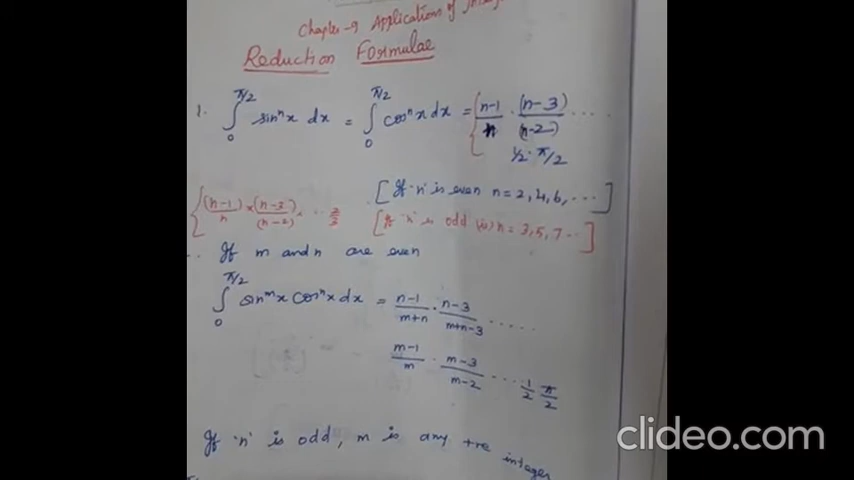 Chapter-9 Applications of Integ
Reduction Formulae
1. ∫₀^π/2 sinⁿx dx = ∫₀^π/2 cosⁿx dx = { (n-1)/n · (n-3)/(n-2) ....
1/2 · π/2
[If 'n' is even n = 2, 4, 6, ...]
{ (n-1)/n × (n-3)/(n-2), ... 2/3 [If 'n' is odd (ie) n = 3, 5, 7 ...]
If m and n are even
∫₀^π/2 sinᵐx cosⁿx dx = (n-1)/(m+n) · (n-3)/(m+n-3) .....
(m-1)/m · (m-3)/(m-2) .... 1/2 π/2
If 'n' is odd, m is any +ve integer
clideo.com